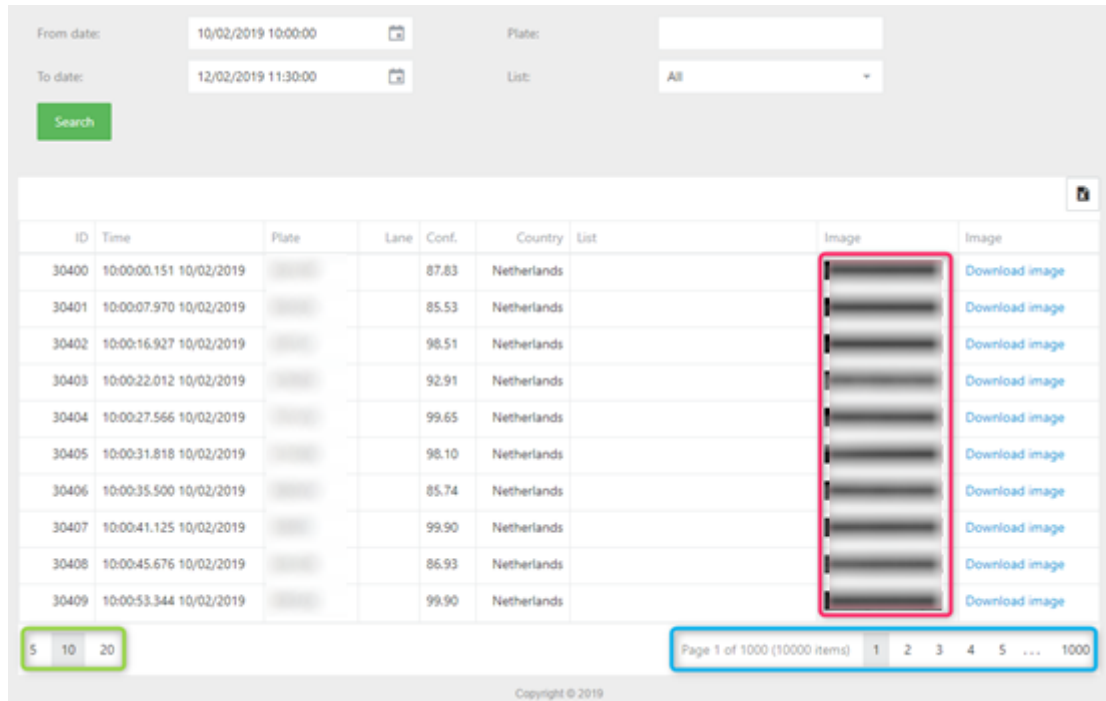 From date: 10/02/2019 10:00:00 Plate:
To date: 12/02/2019 11:30:00 List: All
Search
ID Time Plate Lane Conf. Country List Image Image
30400 10:00:00.151 10/02/2019 87.83 Netherlands Download image
30401 10:00:07.970 10/02/2019 85.53 Netherlands Download image
30402 10:00:16.927 10/02/2019 98.51 Netherlands Download image
30403 10:00:22.012 10/02/2019 92.91 Netherlands Download image
30404 10:00:27.566 10/02/2019 99.65 Netherlands Download image
30405 10:00:31.818 10/02/2019 98.10 Netherlands Download image
30406 10:00:35.500 10/02/2019 85.74 Netherlands Download image
30407 10:00:41.125 10/02/2019 99.90 Netherlands Download image
30408 10:00:45.676 10/02/2019 86.93 Netherlands Download image
30409 10:00:53.344 10/02/2019 99.90 Netherlands Download image
5 10 20 Page 1 of 1000 (10000 items) 1 2 3 4 5 ... 1000
Copyright © 2019